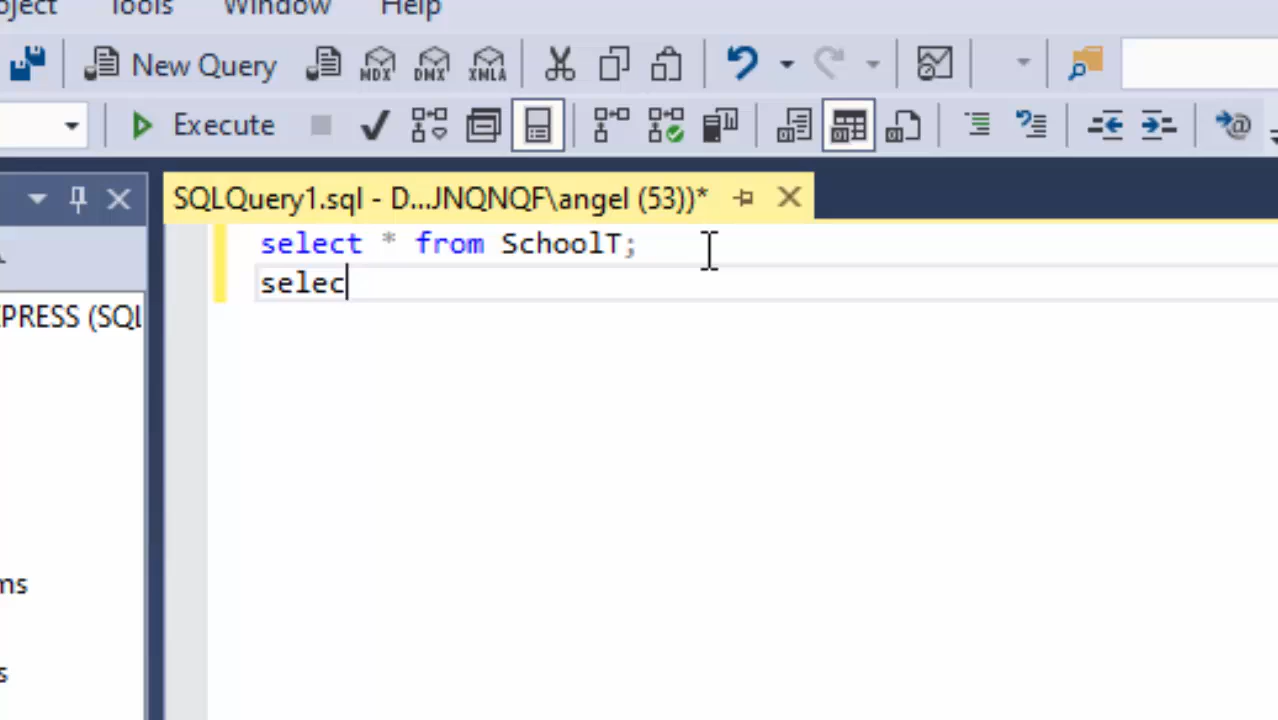 oject Tools Window Help
New Query MDX DMX XMLA
Execute
SQLQuery1.sql - D...JNQNQF\angel (53))*
select * from SchoolT;
selec
PRESS (SQL
ms
s